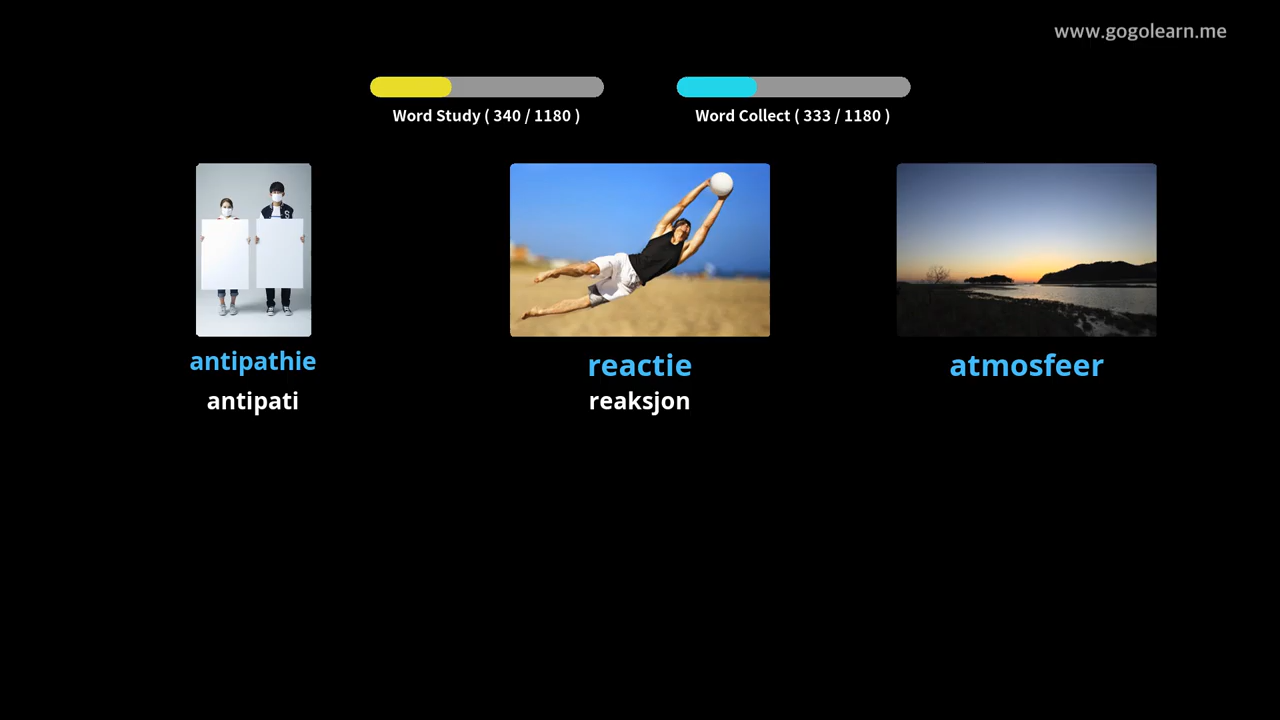 www.gogolearn.me
Word Study ( 340 / 1180 )
Word Collect ( 333 / 1180 )
antipathie
antipati
reactie
reaksjon
atmosfeer